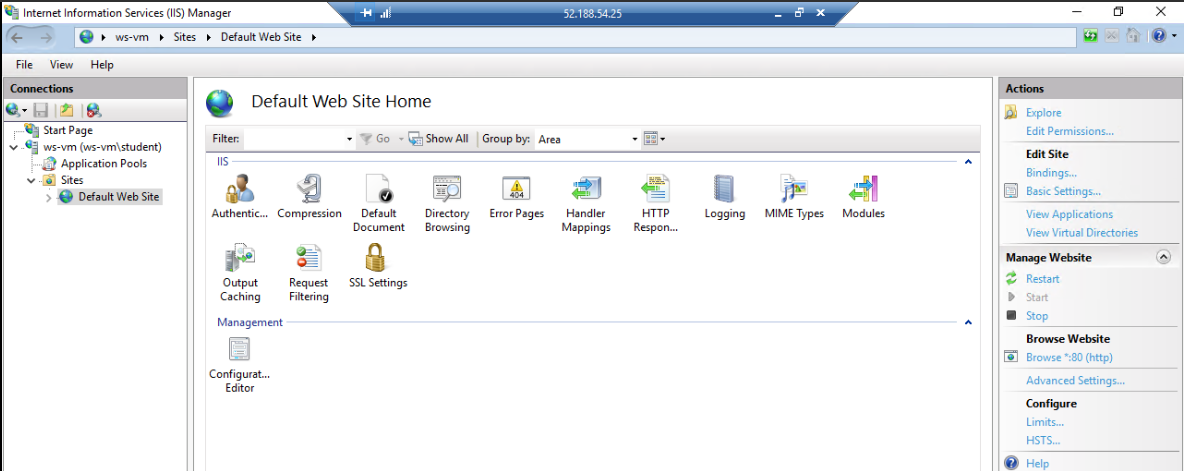 Internet Information Services (IIS) Manager
52.188.54.25
ws-vm Sites Default Web Site
File View Help
Connections
Start Page
ws-vm (ws-vm\student)
Application Pools
Sites
Default Web Site
Default Web Site Home
Filter: Go Show All Group by: Area
IIS
Authentic... Compression Default Document Directory Browsing Error Pages Handler Mappings HTTP Respon... Logging MIME Types Modules
404
Output Caching Request Filtering SSL Settings
Management
Configurat... Editor
Actions
Explore
Edit Permissions...
Edit Site
Bindings...
Basic Settings...
View Applications
View Virtual Directories
Manage Website
Restart
Start
Stop
Browse Website
Browse *:80 (http)
Advanced Settings...
Configure
Limits...
HSTS...
Help